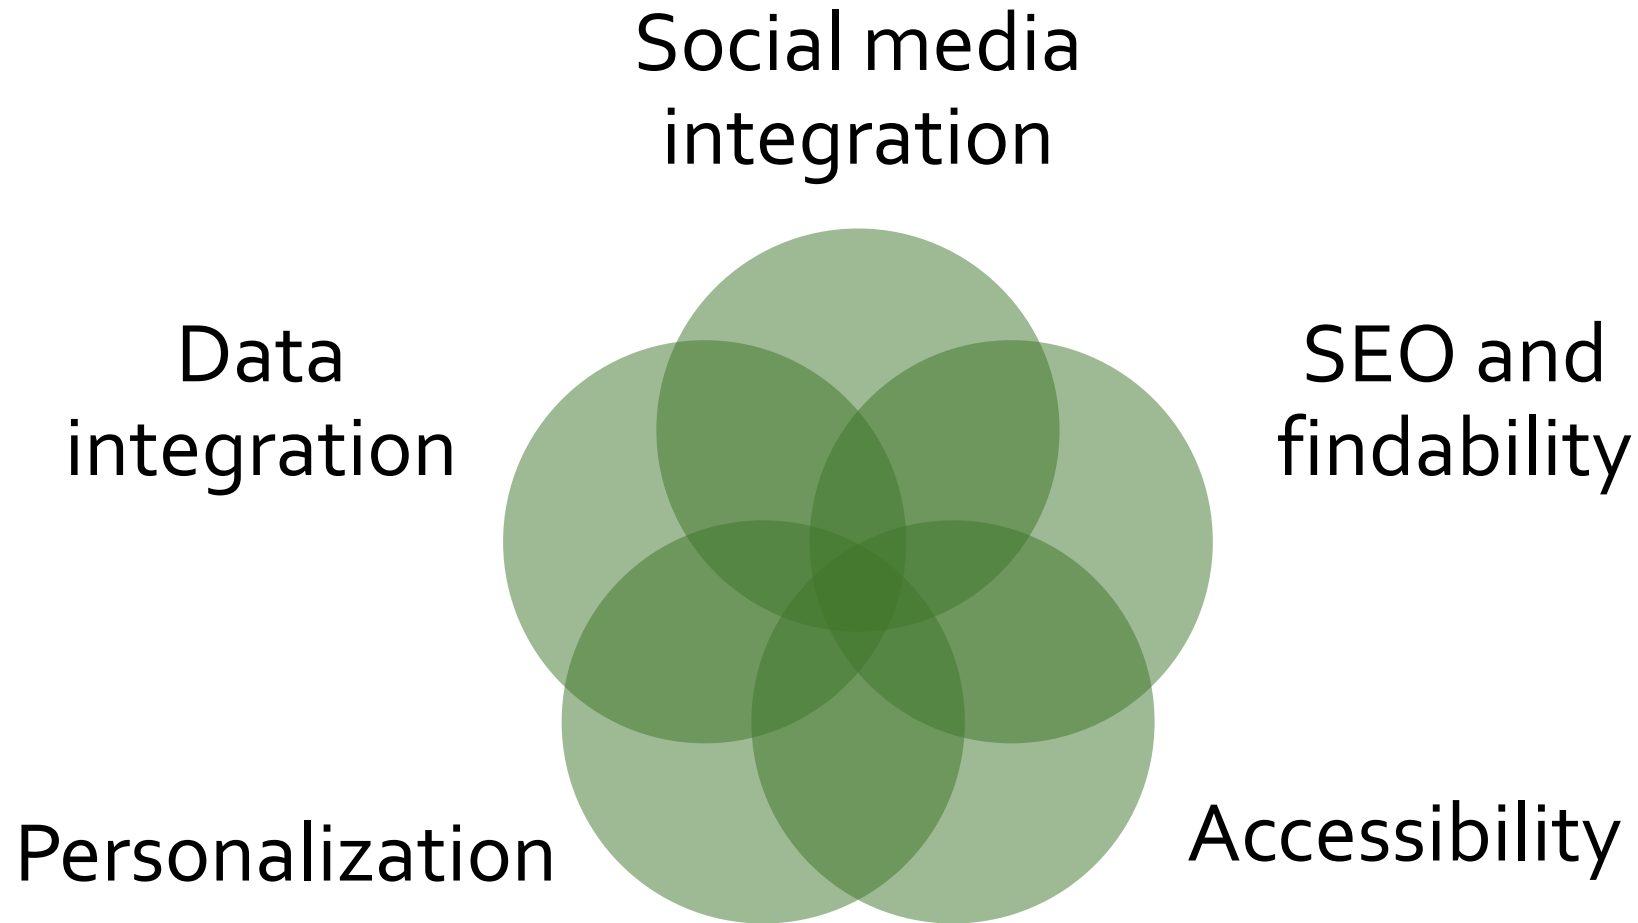 Social media
integration
Data
integration
SEO and
findability
Personalization
Accessibility